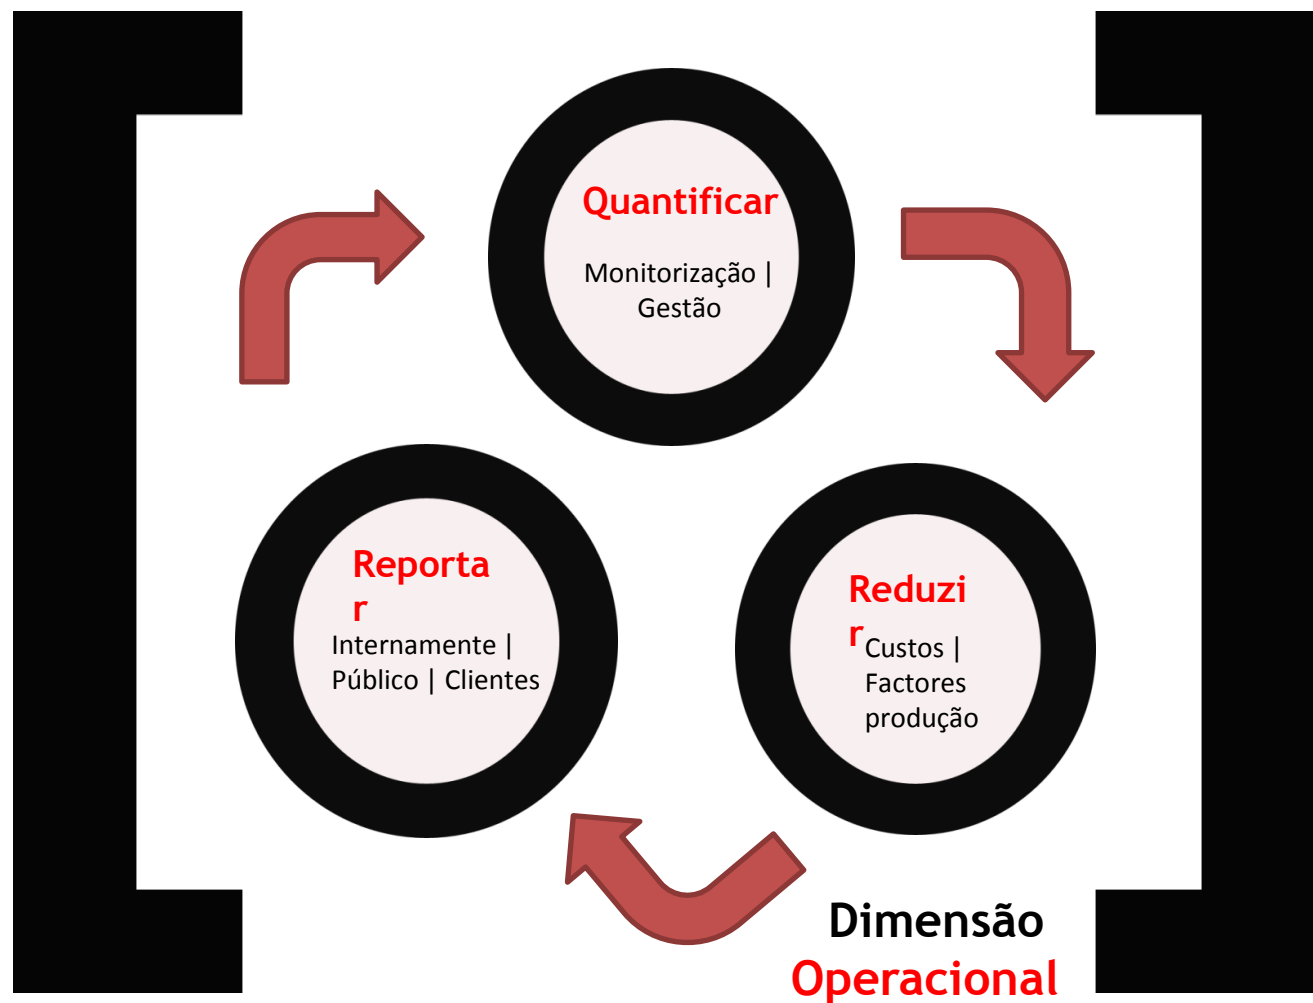 Quantificar
Monitorização |
Gestão
Reporta
r
Internamente |
Público | Clientes
Reduzi
r
Custos |
Factores
produção
Dimensão
Operacional